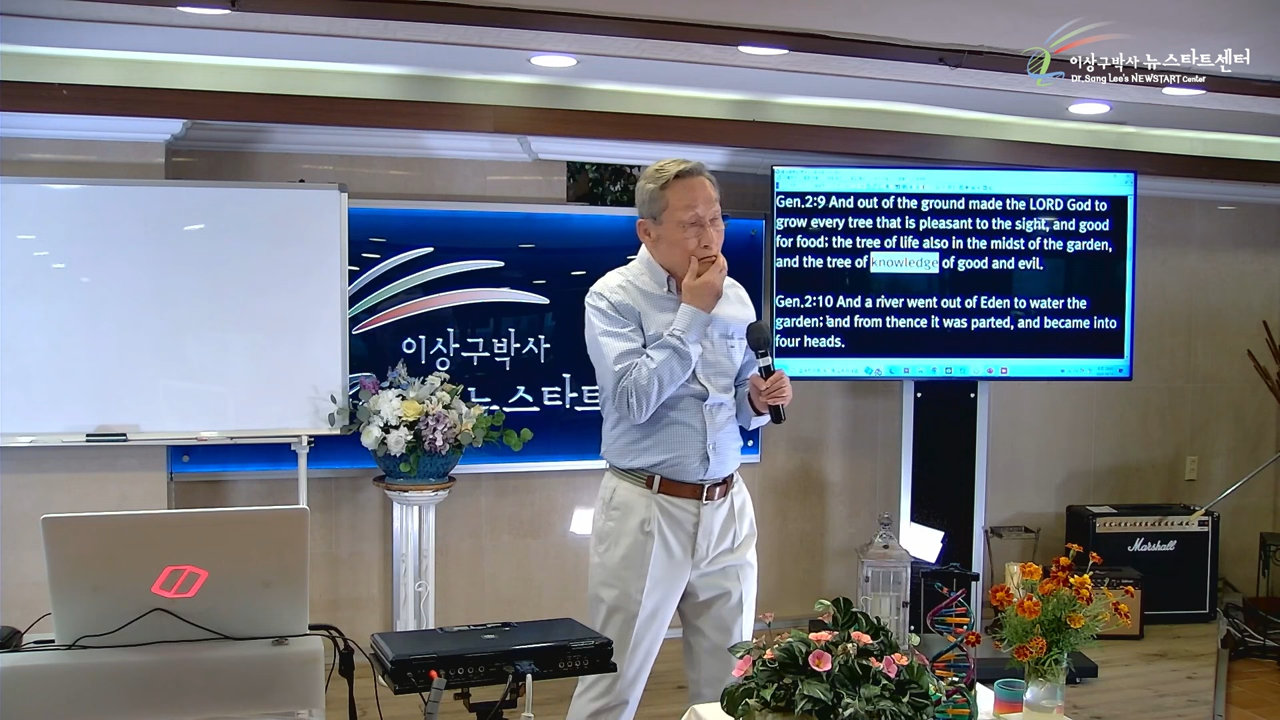 이상구박사 뉴스타트센터
Dr. Sang Lee's NEWSTART Center
Gen.2:9 And out of the ground made the LORD God to
grow every tree that is pleasant to the sight, and good
for food; the tree of life also in the midst of the garden,
and the tree of knowledge of good and evil.
Gen.2:10 And a river went out of Eden to water the
garden; and from thence it was parted, and became into
four heads.
이상구박사
뉴스타트
Marshall